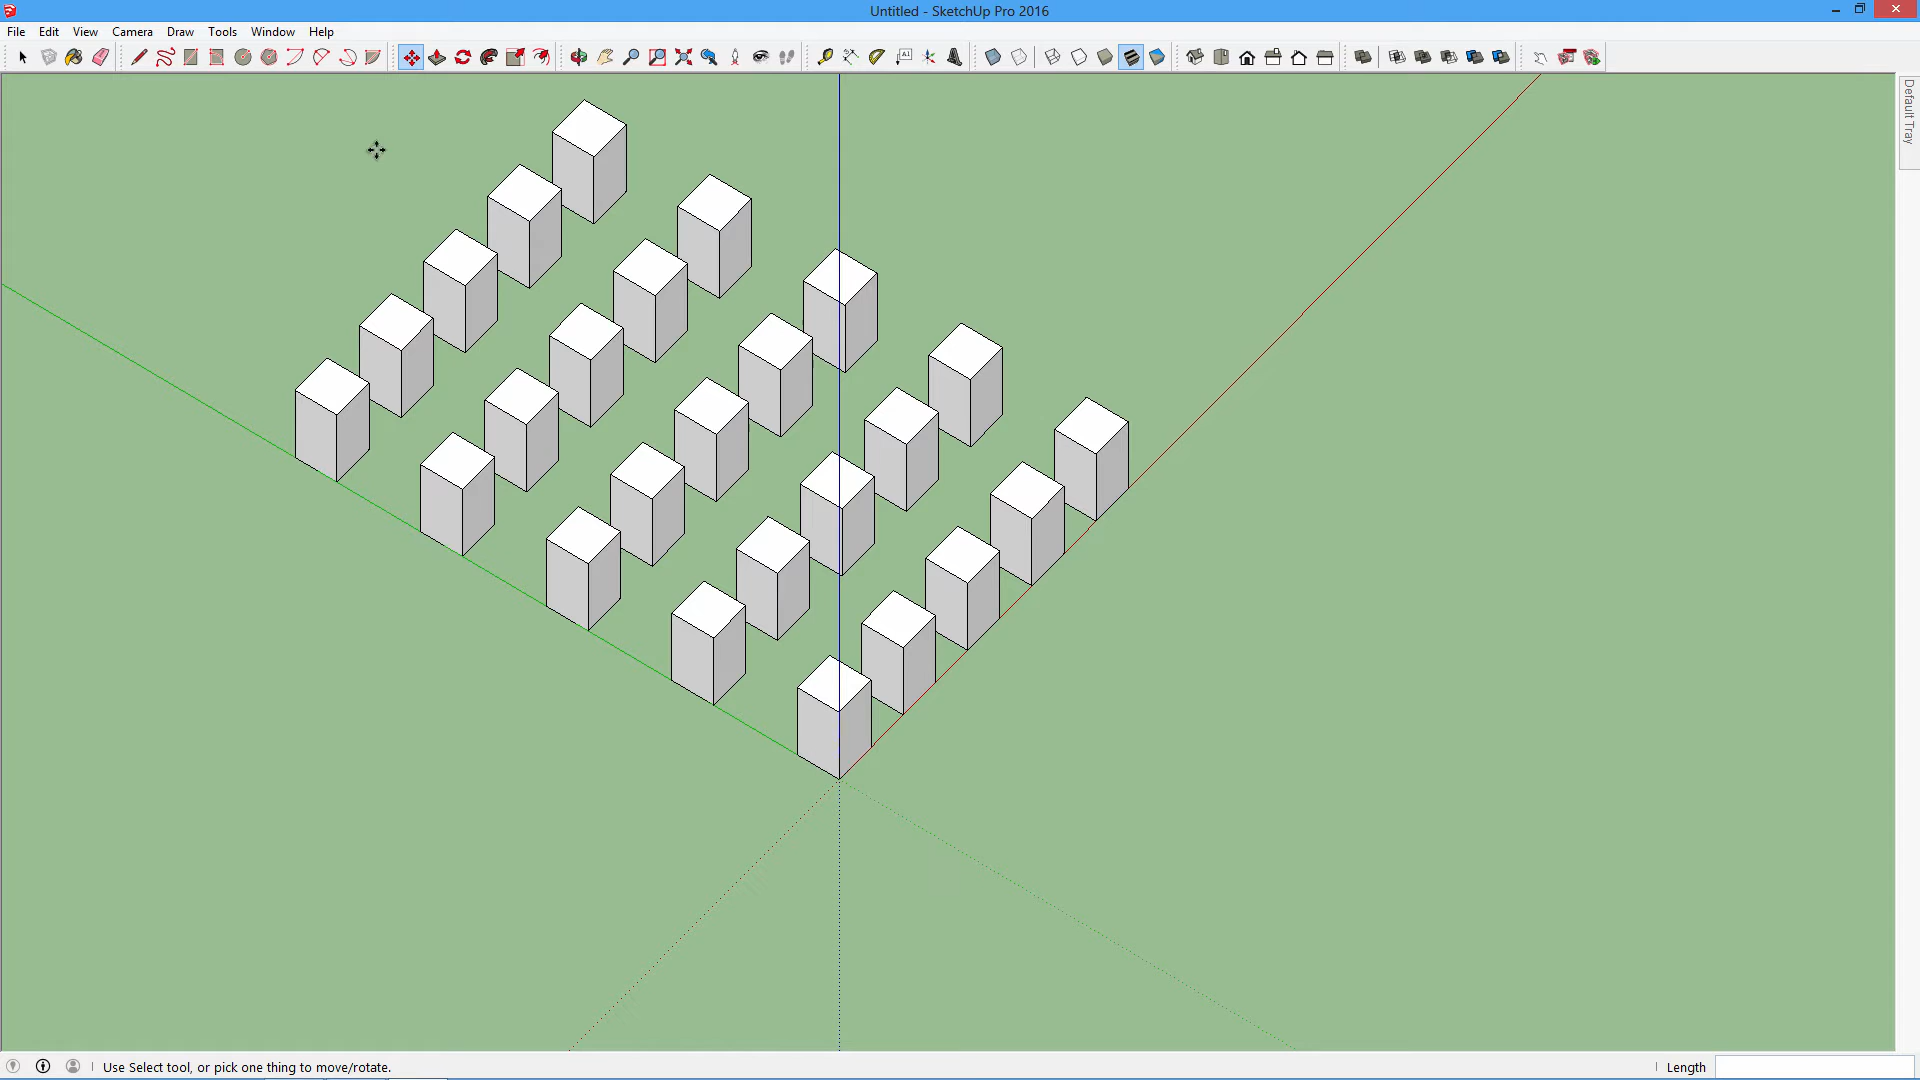 Untitled - SketchUp Pro 2016
File Edit View Camera Draw Tools Window Help
A1
Default Tray
Use Select tool, or pick one thing to move/rotate.
Length